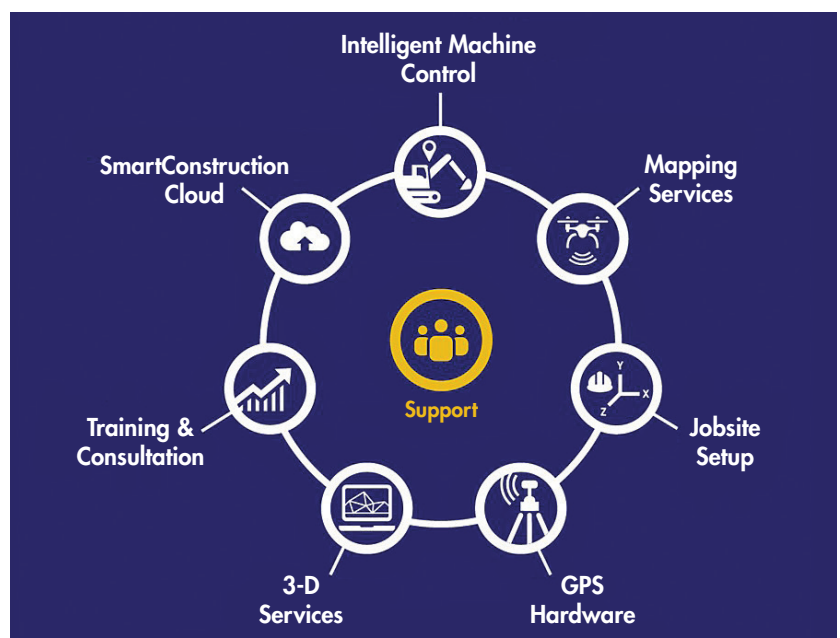 Intelligent Machine
Control
SmartConstruction
Cloud
Mapping
Services
Y
X
Z
Support
Training &
Consultation
Jobsite
Setup
3-D
Services
GPS
Hardware